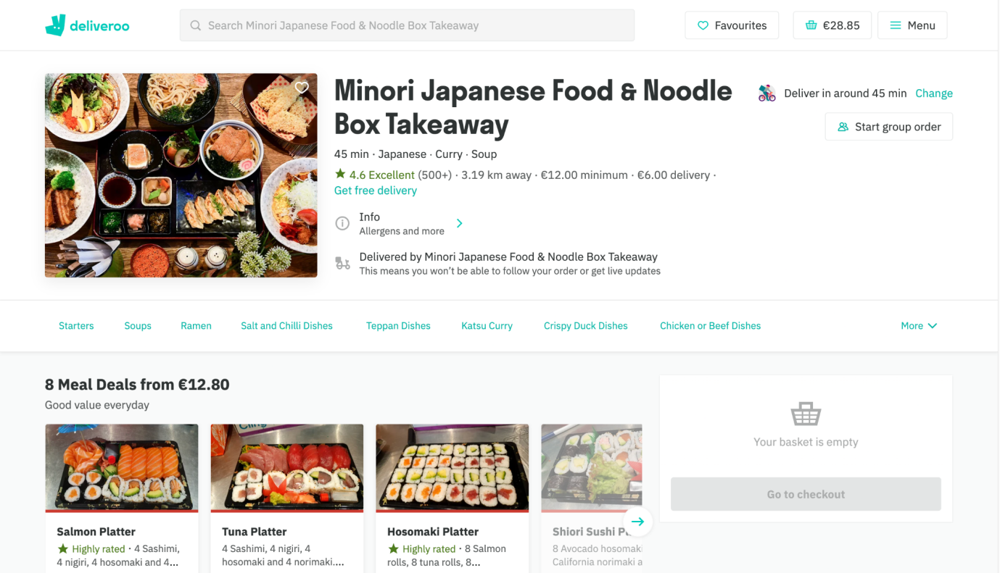 deliveroo
Search Minori Japanese Food & Noodle Box Takeaway
Favourites
€28.85
Menu
Minori Japanese Food & Noodle
Box Takeaway
45 min · Japanese · Curry · Soup
4.6 Excellent (500+) · 3.19 km away · €12.00 minimum · €6.00 delivery ·
Get free delivery
Info
Allergens and more
Delivered by Minori Japanese Food & Noodle Box Takeaway
This means you won't be able to follow your order or get live updates
Deliver in around 45 min Change
Start group order
Starters
Soups
Ramen
Salt and Chilli Dishes
Teppan Dishes
Katsu Curry
Crispy Duck Dishes
Chicken or Beef Dishes
More
8 Meal Deals from €12.80
Good value everyday
Salmon Platter
Highly rated · 4 Sashimi,
4 nigiri, 4 hosomaki and 4...
Cling
Tuna Platter
4 Sashimi, 4 nigiri, 4
hosomaki and 4 norimaki....
Hosomaki Platter
Highly rated · 8 Salmon
rolls, 8 tuna rolls, 8...
Shiori Sushi
8 Avocado hosomaki
California norimaki a
Your basket is empty
Go to checkout